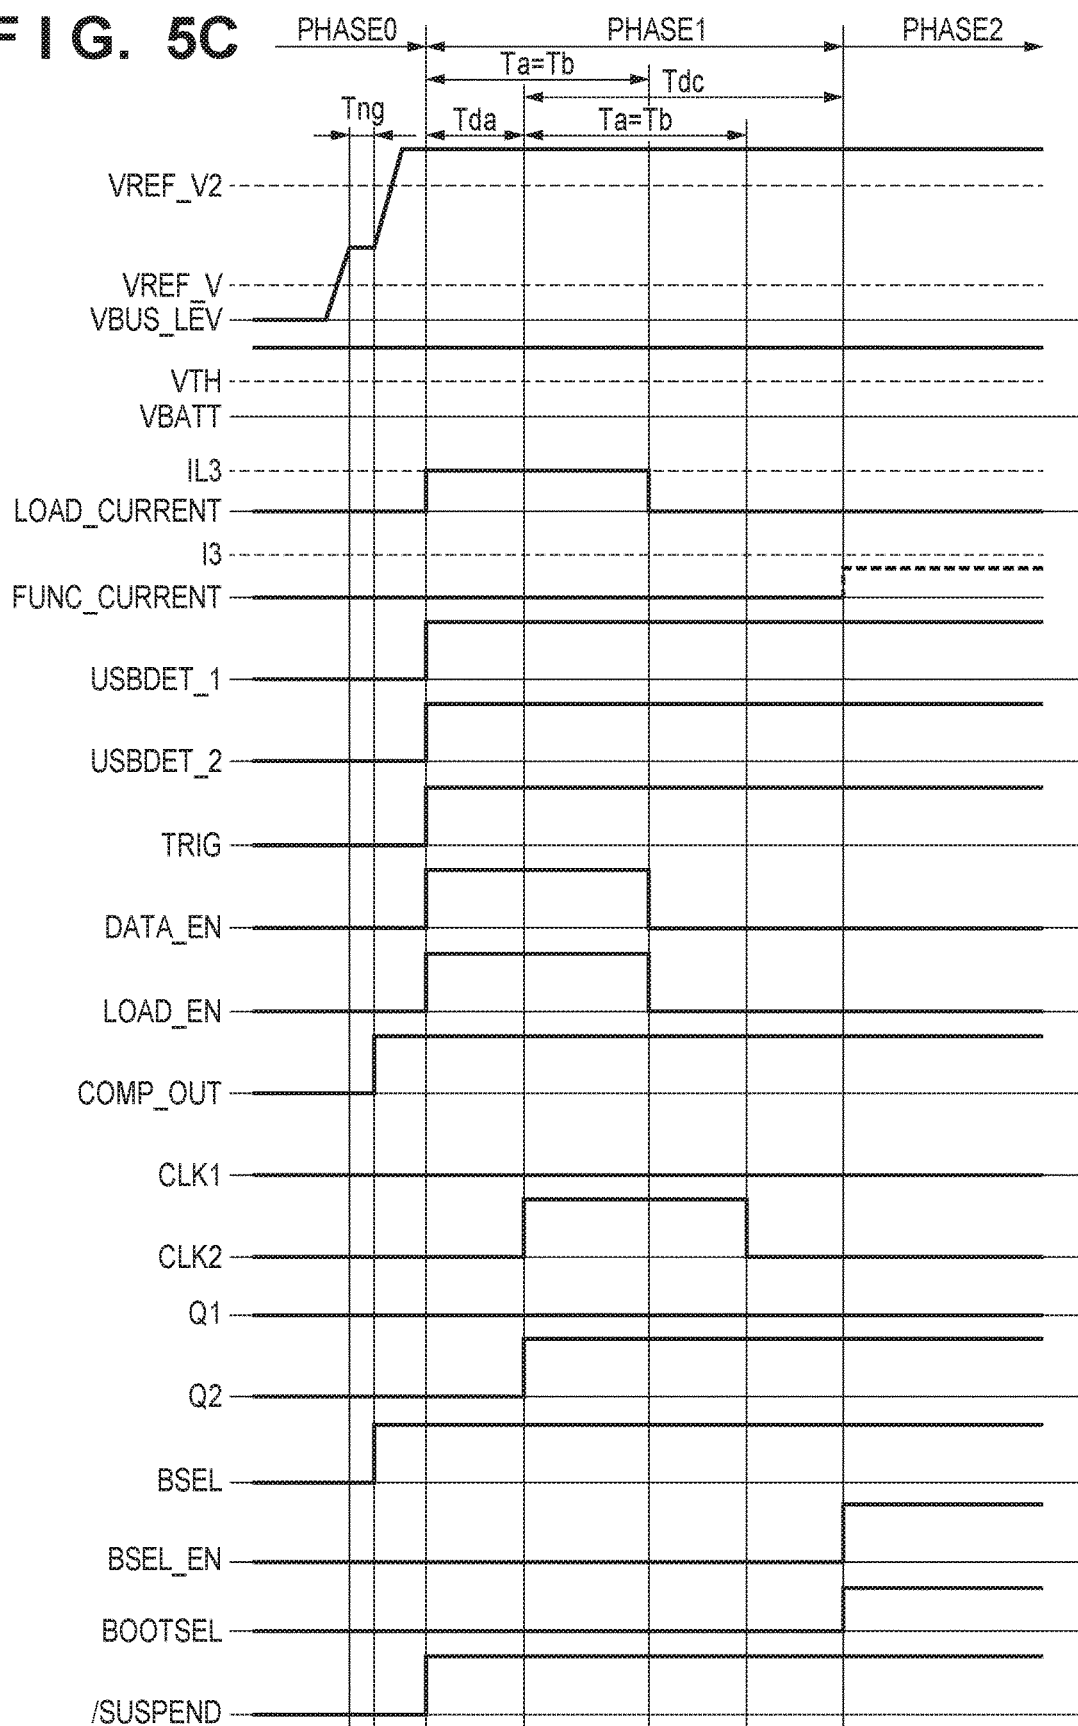 FIG. 5C
PHASE0 PHASE1 PHASE2
Ta=Tb
Tdc
Tng
Tda Ta=Tb
VREF_V2
VREF_V
VBUS_LEV
VTH
VBATT
IL3
LOAD_CURRENT
I3
FUNC_CURRENT
USBDET_1
USBDET_2
TRIG
DATA_EN
LOAD_EN
COMP_OUT
CLK1
CLK2
Q1
Q2
BSEL
BSEL_EN
BOOTSEL
/SUSPEND